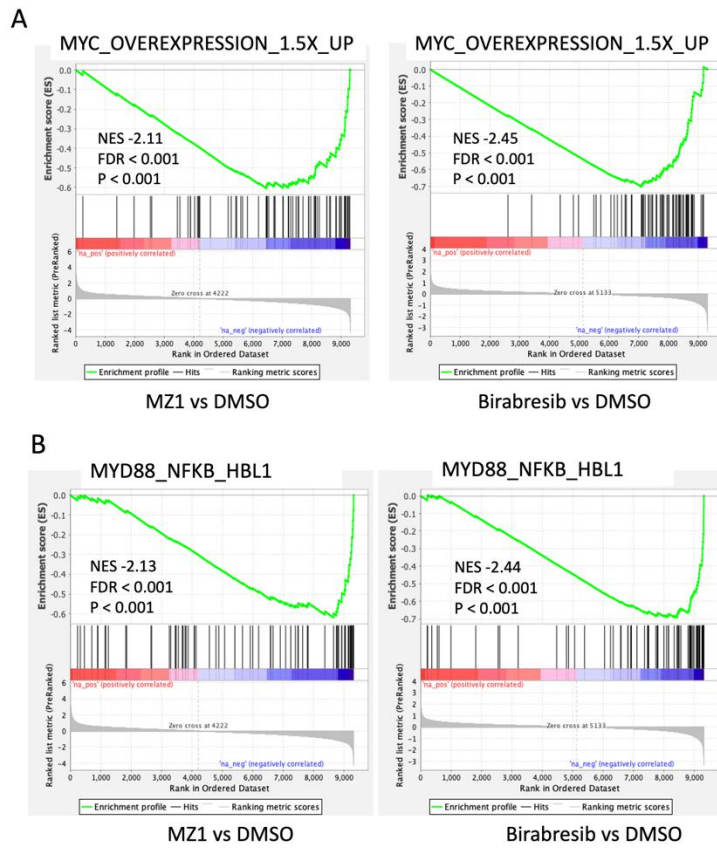 A
MYC_OVEREXPRESSION_1.5X_UP
Enrichment score (ES)
0.0
-0.1
-0.2
-0.3
-0.4
-0.5
-0.6
NES -2.11
FDR < 0.001
P < 0.001
'na_pos' (positively correlated)
Ranked list metric (PreRanked)
6
4
2
0
-2
-4
Zero cross at 4222
'na_neg' (negatively correlated)
0 1,000 2,000 3,000 4,000 5,000 6,000 7,000 8,000 9,000
Rank in Ordered Dataset
Enrichment profile Hits Ranking metric scores
MZ1 vs DMSO
MYC_OVEREXPRESSION_1.5X_UP
Enrichment score (ES)
0.0
-0.1
-0.2
-0.3
-0.4
-0.5
-0.6
-0.7
NES -2.45
FDR < 0.001
P < 0.001
'na_pos' (positively correlated)
Ranked list metric (PreRanked)
4
3
2
1
0
-1
-2
-3
Zero cross at 5133
'na_neg' (negatively correlated)
0 1,000 2,000 3,000 4,000 5,000 6,000 7,000 8,000 9,000
Rank in Ordered Dataset
Enrichment profile Hits Ranking metric scores
Birabresib vs DMSO
B
MYD88_NFKB_HBL1
Enrichment score (ES)
0.0
-0.1
-0.2
-0.3
-0.4
-0.5
-0.6
NES -2.13
FDR < 0.001
P < 0.001
'na_pos' (positively correlated)
Ranked list metric (PreRanked)
6
4
2
0
-2
-4
Zero cross at 4222
'na_neg' (negatively correlated)
0 1,000 2,000 3,000 4,000 5,000 6,000 7,000 8,000 9,000
Rank in Ordered Dataset
Enrichment profile Hits Ranking metric scores
MZ1 vs DMSO
MYD88_NFKB_HBL1
Enrichment score (ES)
0.0
-0.1
-0.2
-0.3
-0.4
-0.5
-0.6
-0.7
NES -2.44
FDR < 0.001
P < 0.001
'na_pos' (positively correlated)
Ranked list metric (PreRanked)
4
3
2
1
0
-1
-2
-3
Zero cross at 5133
'na_neg' (negatively correlated)
0 1,000 2,000 3,000 4,000 5,000 6,000 7,000 8,000 9,000
Rank in Ordered Dataset
Enrichment profile Hits Ranking metric scores
Birabresib vs DMSO